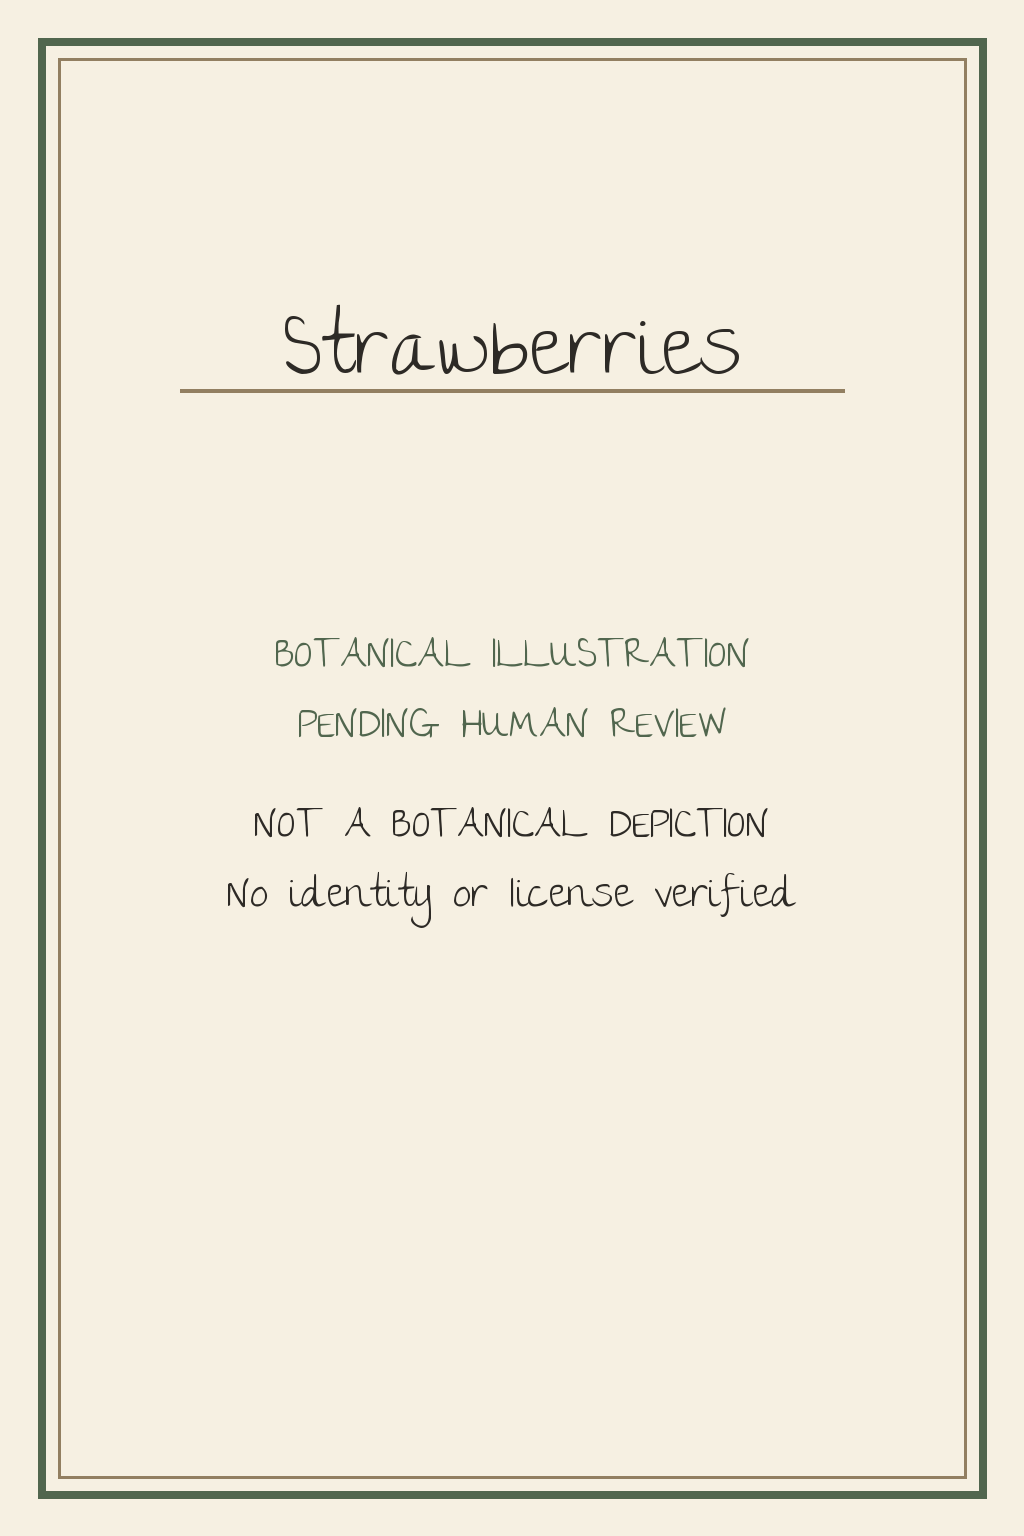 Strawberries
BOTANICAL ILLUSTRATION
PENDING HUMAN REVIEW
NOT A BOTANICAL DEPICTION
No identity or license verified